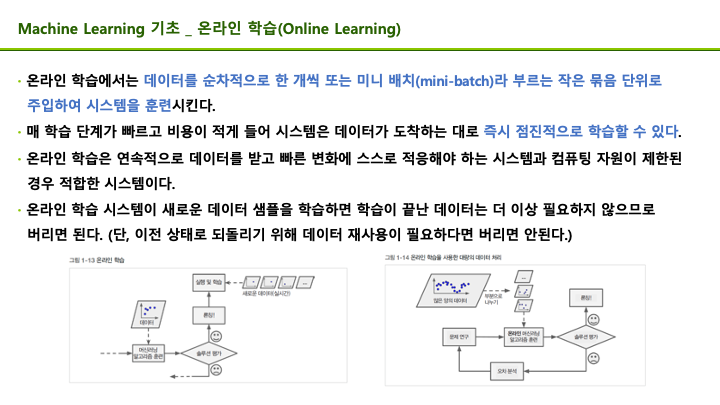 Machine Learning 기초 _ 온라인 학습(Online Learning)
• 온라인 학습에서는 데이터를 순차적으로 한 개씩 또는 미니 배치(mini-batch)라 부르는 작은 묶음 단위로
주입하여 시스템을 훈련시킨다.
• 매 학습 단계가 빠르고 비용이 적게 들어 시스템은 데이터가 도착하는 대로 즉시 점진적으로 학습할 수 있다.
• 온라인 학습은 연속적으로 데이터를 받고 빠른 변화에 스스로 적응해야 하는 시스템과 컴퓨팅 자원이 제한된
경우 적합한 시스템이다.
• 온라인 학습 시스템이 새로운 데이터 샘플을 학습하면 학습이 끝난 데이터는 더 이상 필요하지 않으므로
버리면 된다. (단, 이전 상태로 되돌리기 위해 데이터 재사용이 필요하다면 버리면 안된다.)
그림 1-13 온라인 학습
실행 및 학습
새로운 데이터(실시간)
데이터
론칭!
머신러닝
알고리즘 훈련
솔루션 평가
그림 1-14 온라인 학습을 사용한 대량의 데이터 처리
많은 양의 데이터
부분으로
나누기
론칭!
문제 연구
온라인 머신러닝
알고리즘 훈련
솔루션 평가
오차 분석